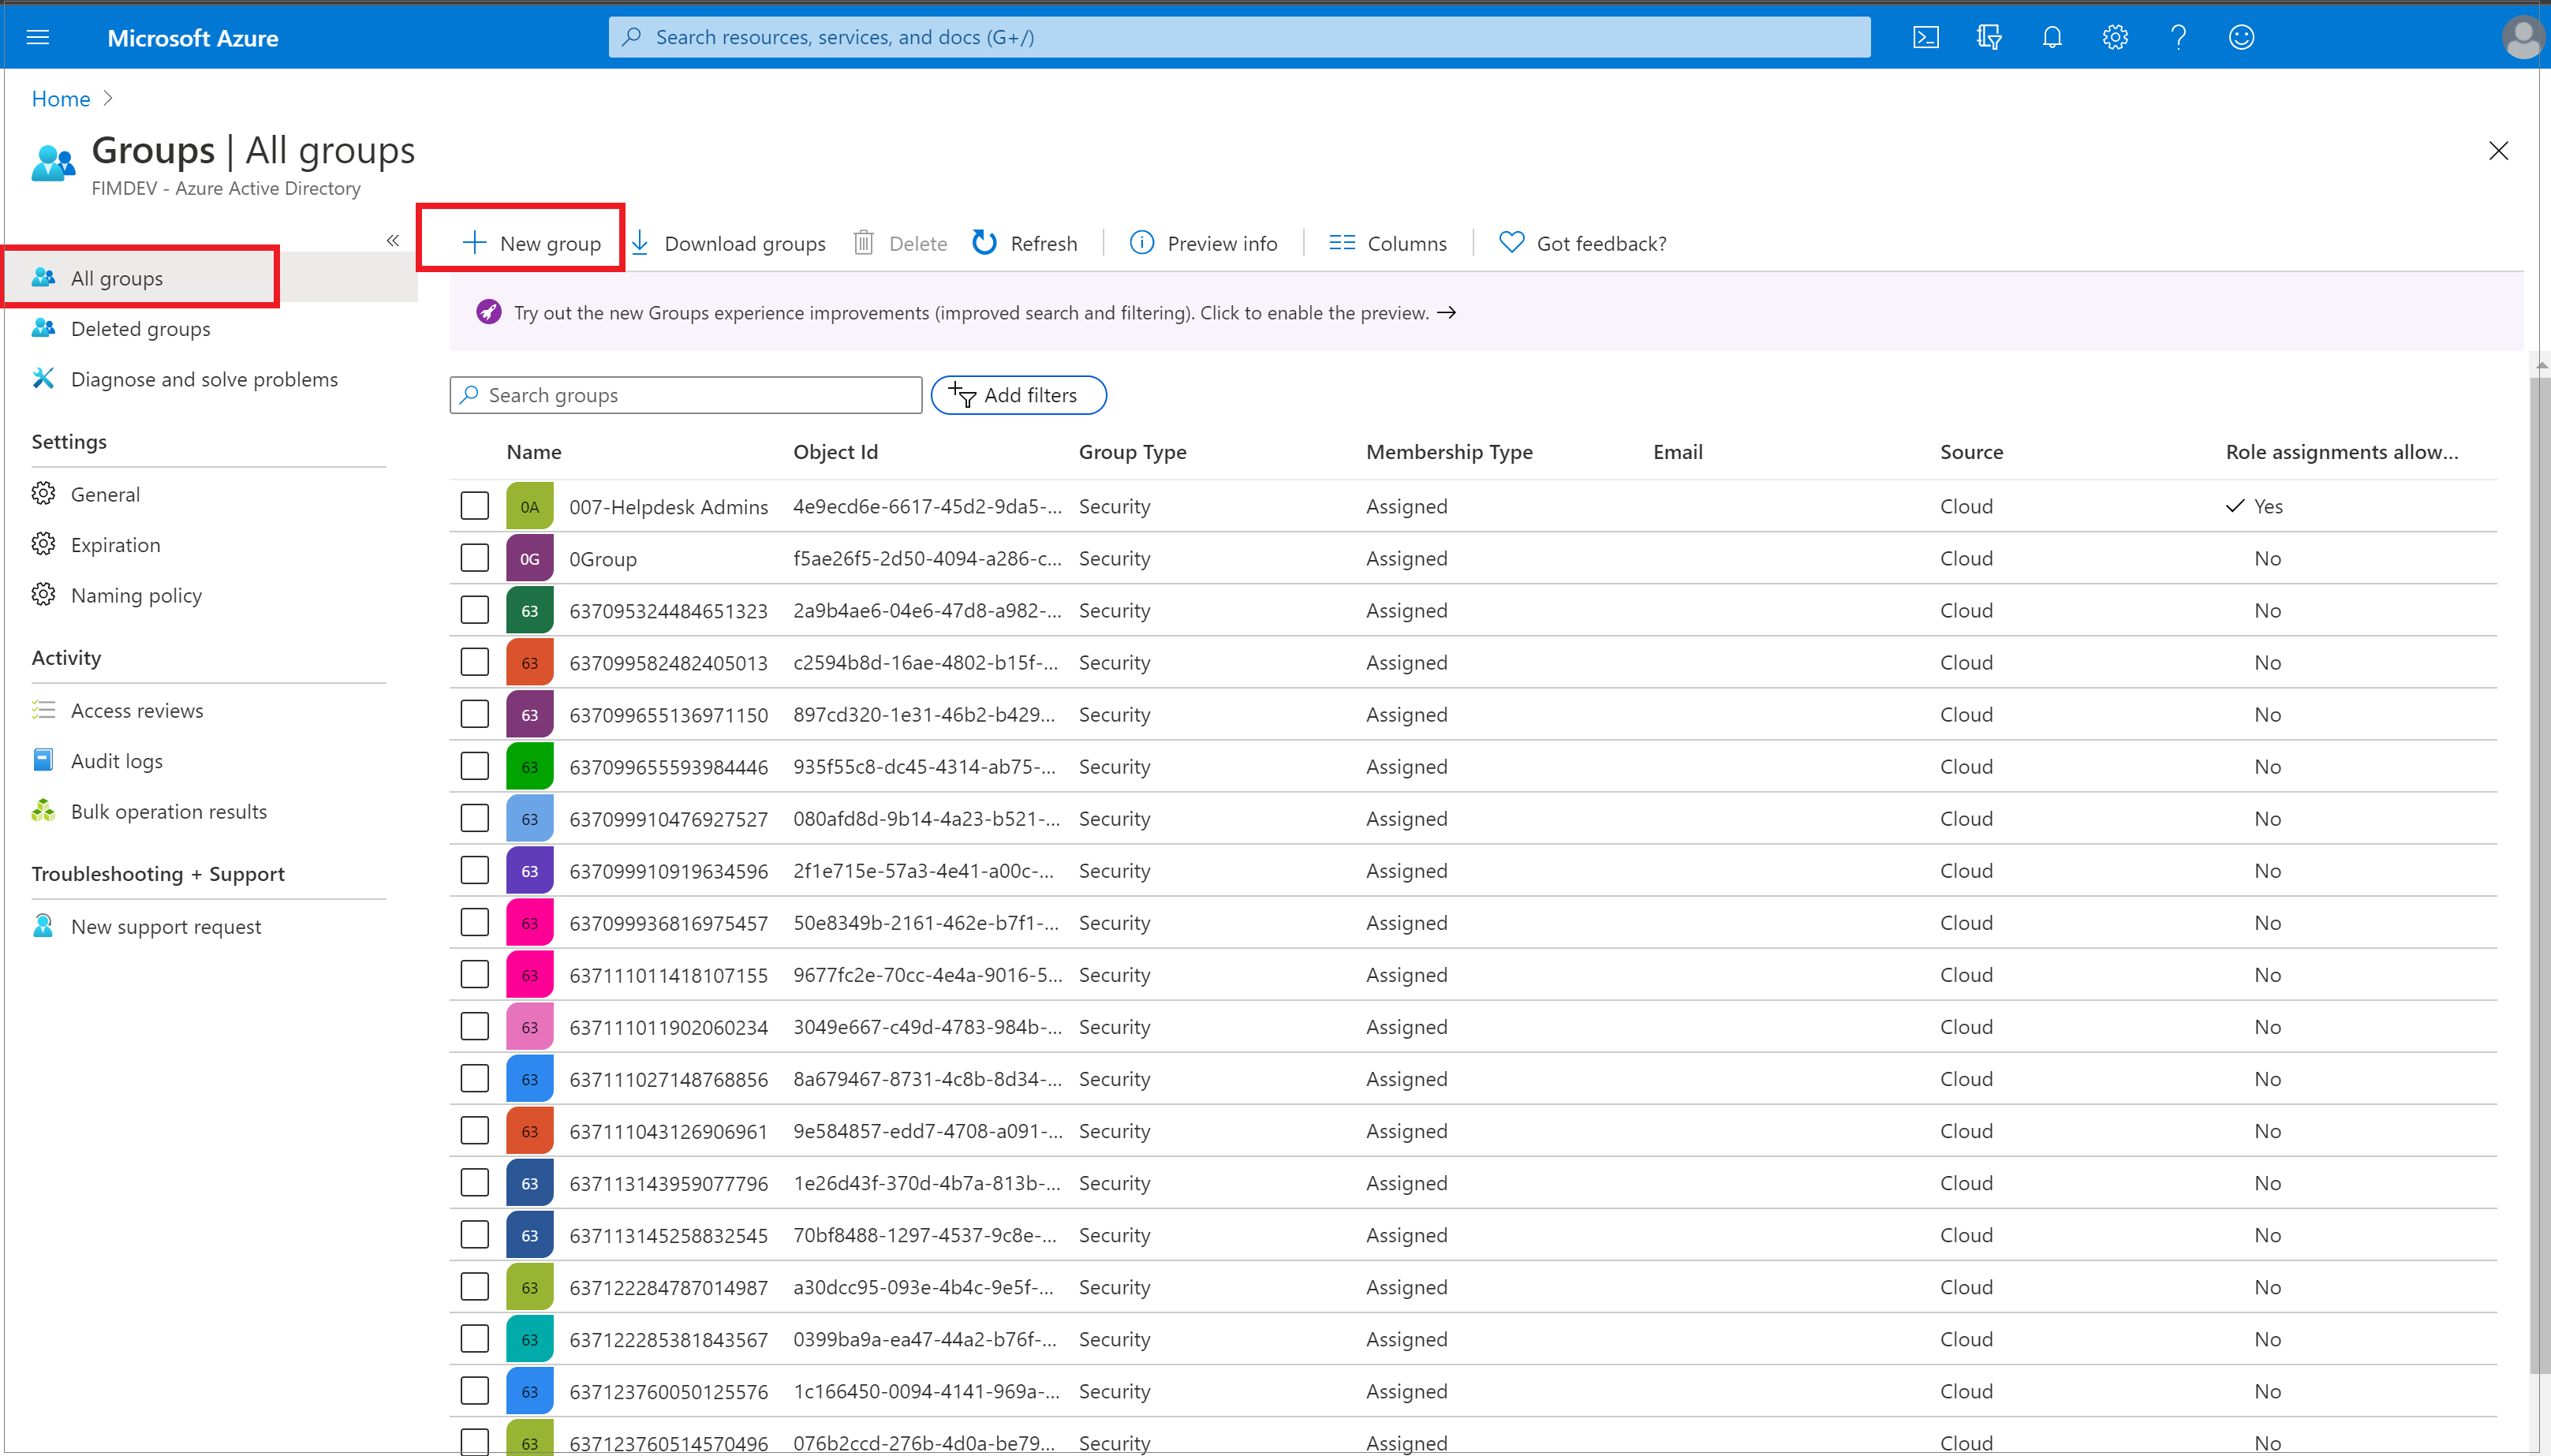 Microsoft Azure
Search resources, services, and docs (G+/)
Home
Groups | All groups
FIMDEV - Azure Active Directory
All groups
Deleted groups
Diagnose and solve problems
Settings
General
Expiration
Naming policy
Activity
Access reviews
Audit logs
Bulk operation results
Troubleshooting + Support
New support request
New group Download groups Delete Refresh Preview info Columns Got feedback?
Try out the new Groups experience improvements (improved search and filtering). Click to enable the preview. →
Search groups Add filters
Name Object Id Group Type Membership Type Email Source Role assignments allow...
0A 007-Helpdesk Admins 4e9ecd6e-6617-45d2-9da5-... Security Assigned Cloud Yes
0G 0Group f5ae26f5-2d50-4094-a286-c... Security Assigned Cloud No
63 637095324484651323 2a9b4ae6-04e6-47d8-a982-... Security Assigned Cloud No
63 637099582482405013 c2594b8d-16ae-4802-b15f-... Security Assigned Cloud No
63 637099655136971150 897cd320-1e31-46b2-b429... Security Assigned Cloud No
63 637099655593984446 935f55c8-dc45-4314-ab75-... Security Assigned Cloud No
63 637099910476927527 080afd8d-9b14-4a23-b521-... Security Assigned Cloud No
63 637099910919634596 2f1e715e-57a3-4e41-a00c-... Security Assigned Cloud No
63 637099936816975457 50e8349b-2161-462e-b7f1-... Security Assigned Cloud No
63 637111011418107155 9677fc2e-70cc-4e4a-9016-5... Security Assigned Cloud No
63 637111011902060234 3049e667-c49d-4783-984b-... Security Assigned Cloud No
63 637111027148768856 8a679467-8731-4c8b-8d34-... Security Assigned Cloud No
63 637111043126906961 9e584857-edd7-4708-a091-... Security Assigned Cloud No
63 637113143959077796 1e26d43f-370d-4b7a-813b-... Security Assigned Cloud No
63 637113145258832545 70bf8488-1297-4537-9c8e-... Security Assigned Cloud No
63 637122284787014987 a30dcc95-093e-4b4c-9e5f-... Security Assigned Cloud No
63 637122285381843567 0399ba9a-ea47-44a2-b76f-... Security Assigned Cloud No
63 637123760050125576 1c166450-0094-4141-969a-... Security Assigned Cloud No
63 637123760514570496 076b2ccd-276b-4d0a-be79... Security Assigned Cloud No